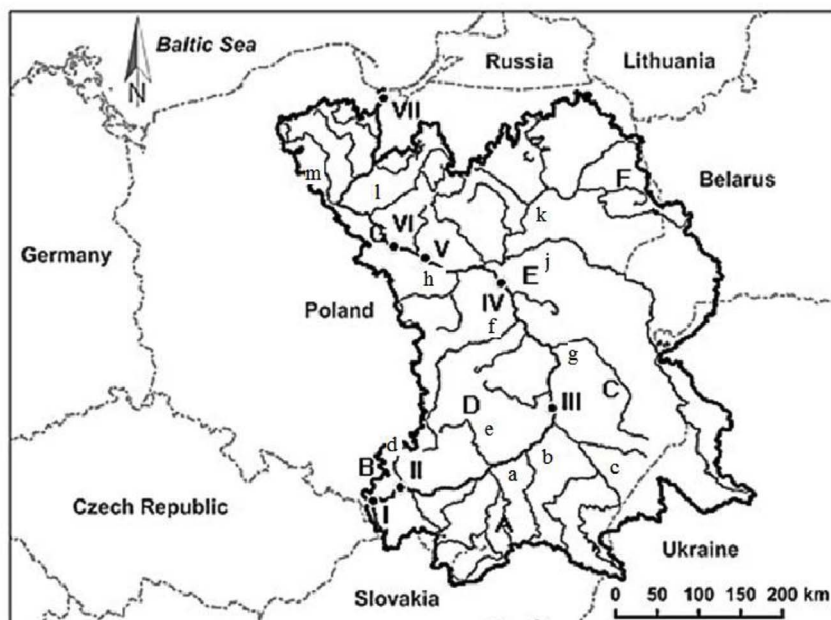 Baltic Sea
N
Russia
Lithuania
VII
m
l
F
Belarus
VI
k
G
V
Germany
h
E
j
Poland
IV
f
g
C
D
III
e
d
B
II
a
b
c
Czech Republic
I
A
Ukraine
Slovakia
0 50 100 150 200 km